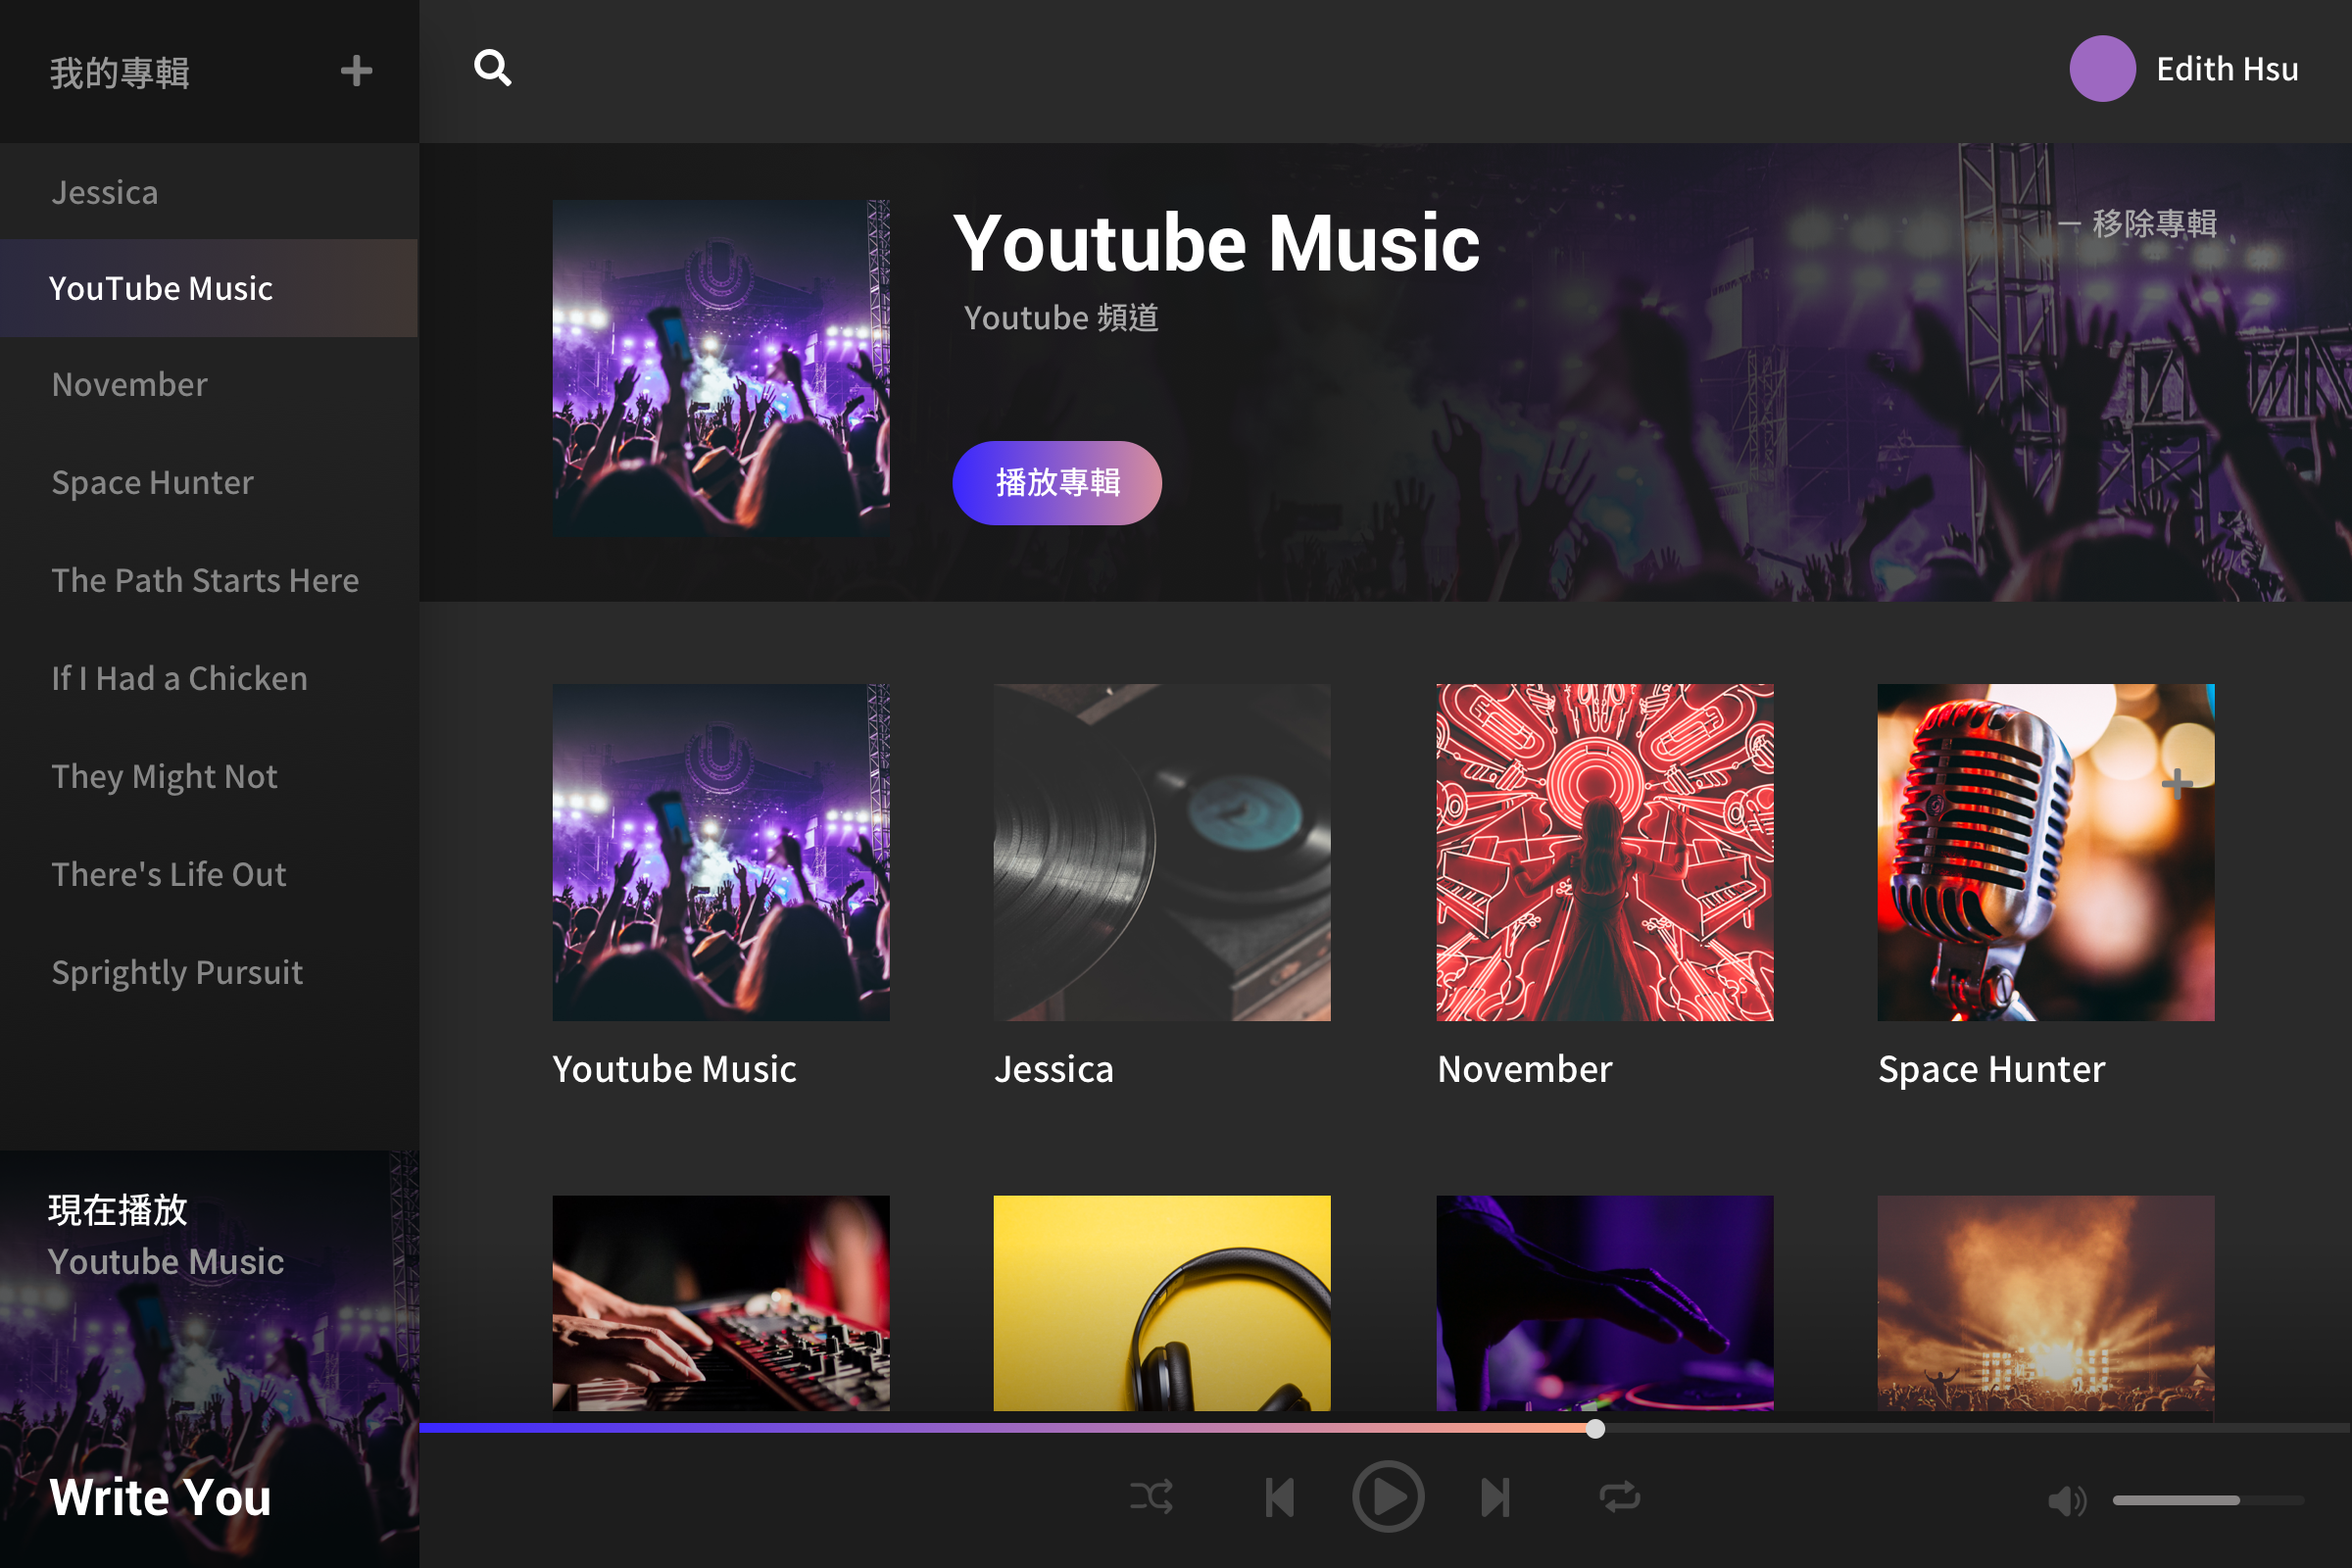 我的專輯
Edith Hsu
Jessica
YouTube Music
November
Space Hunter
The Path Starts Here
If I Had a Chicken
They Might Not
There's Life Out
Sprightly Pursuit
現在播放
Youtube Music
Write You
Youtube Music
Youtube 頻道
播放專輯
— 移除專輯
Youtube Music
Jessica
November
Space Hunter